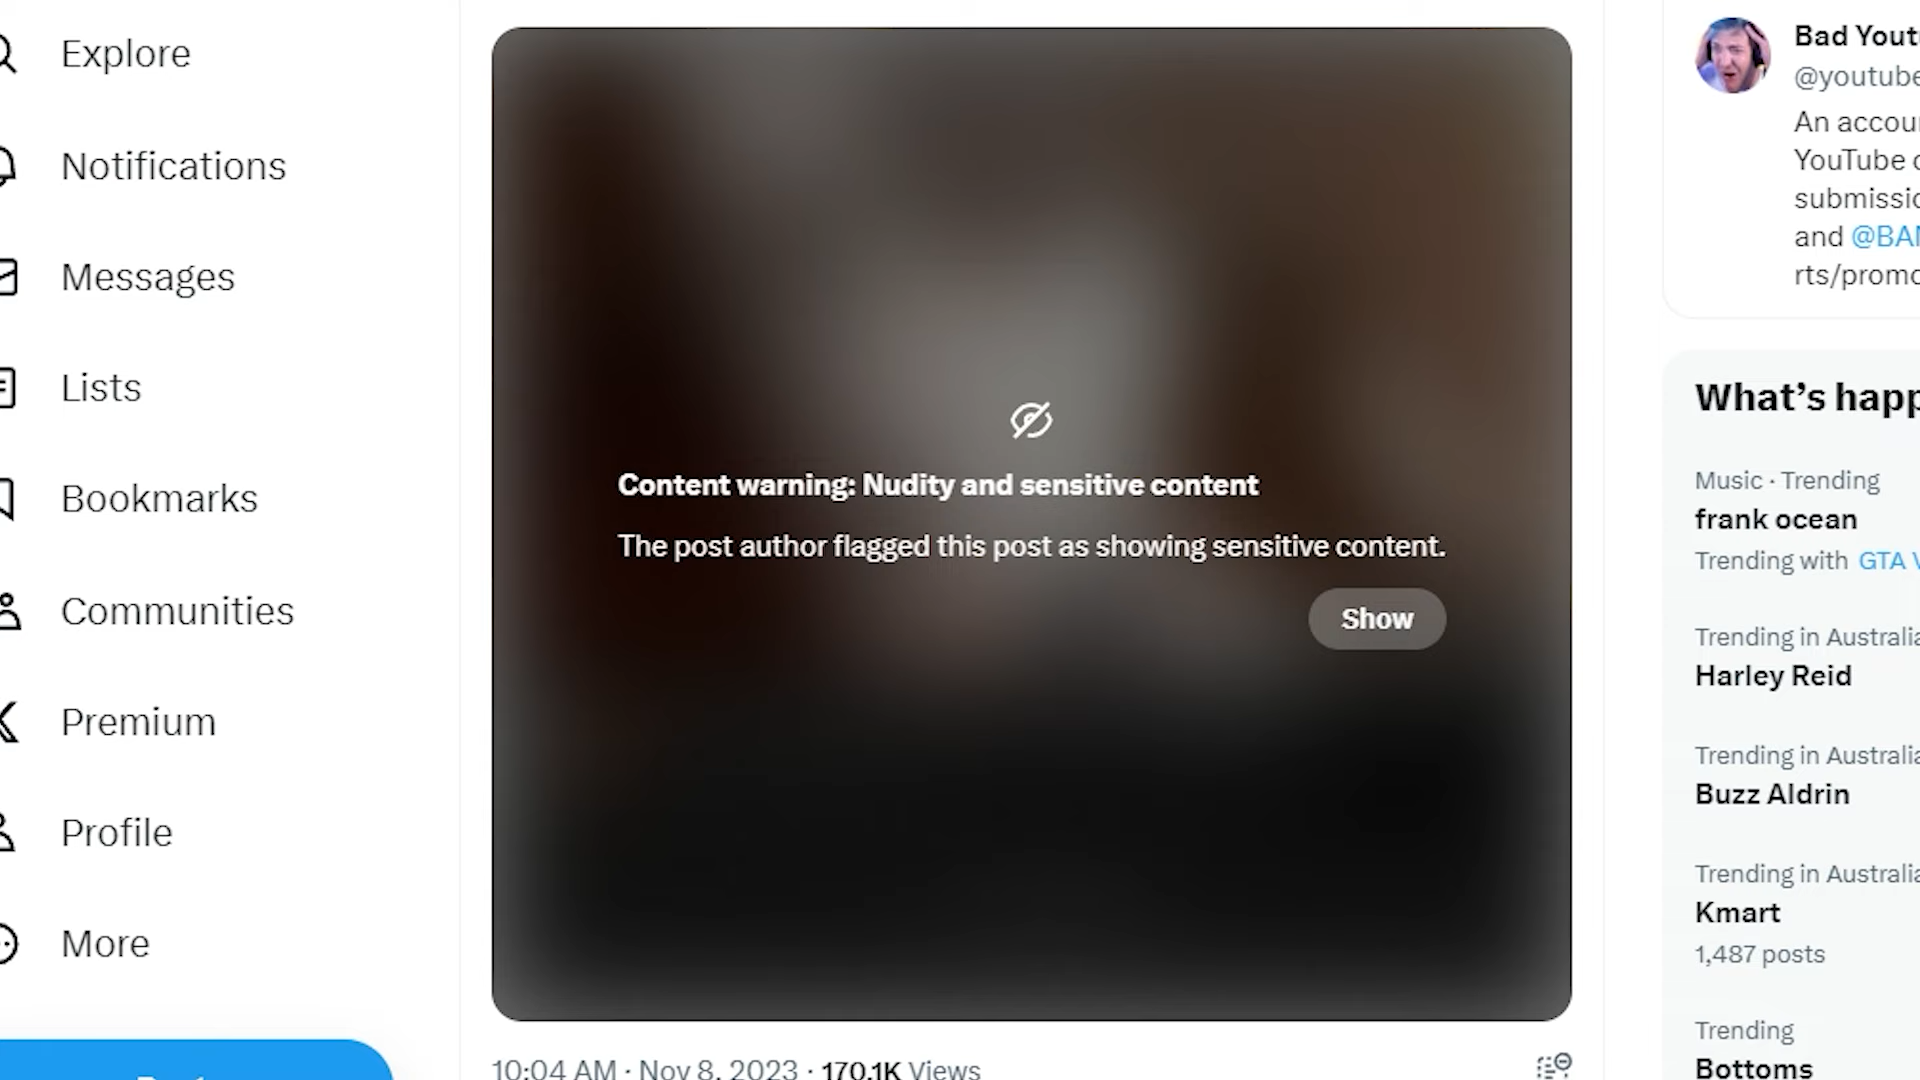 Explore
Notifications
Messages
Lists
Bookmarks
Communities
Premium
Profile
More
Content warning: Nudity and sensitive content
The post author flagged this post as showing sensitive content.
Show
10:04 AM · Nov 8, 2023 · 170.1K Views
Bad Yout
@youtube
An accou
YouTube
submissi
and @BA
rts/promo
What's happ
Music · Trending
frank ocean
Trending with GTA V
Trending in Australia
Harley Reid
Trending in Australia
Buzz Aldrin
Trending in Australia
Kmart
1,487 posts
Trending
Bottoms